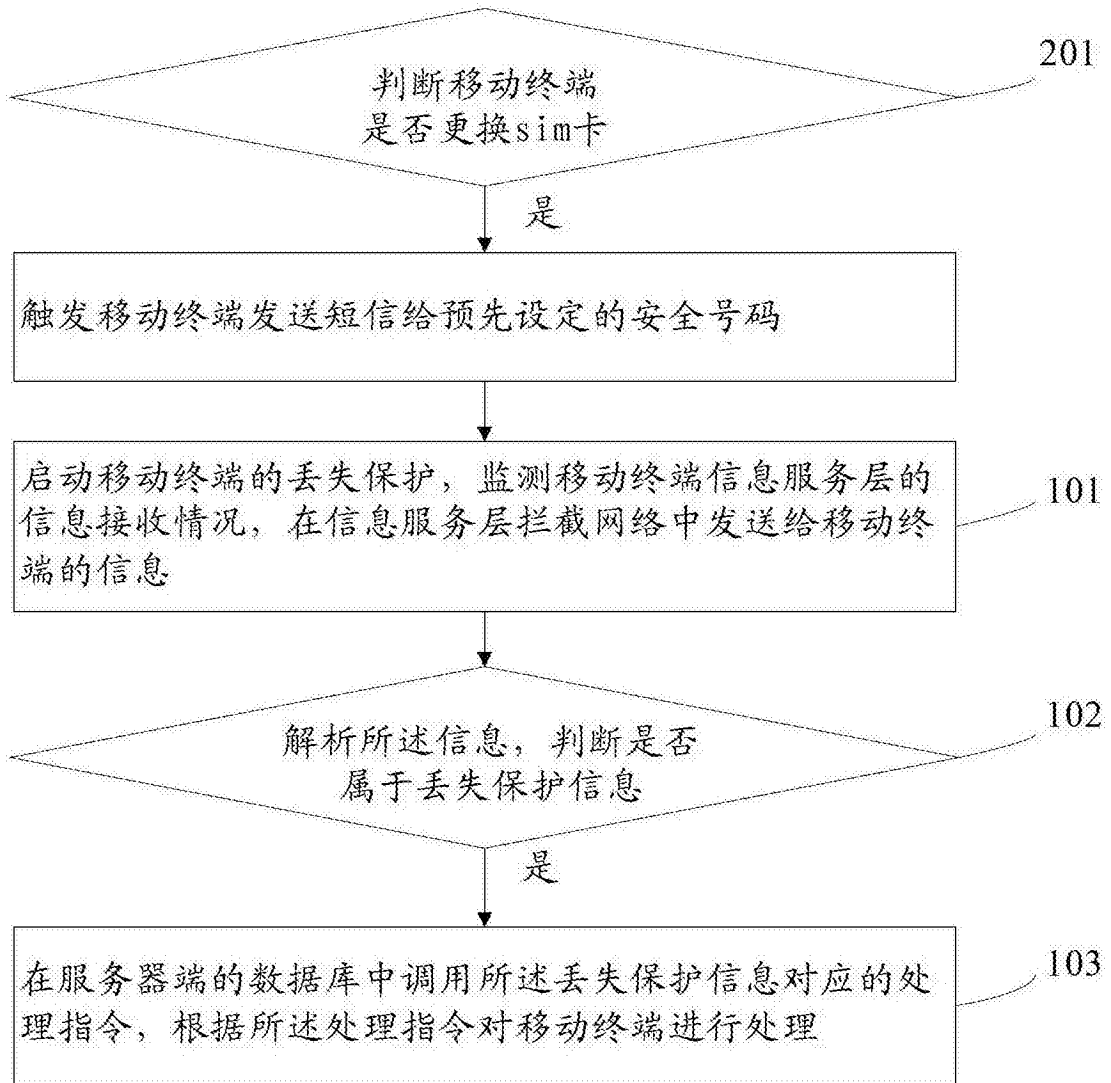 201
判断移动终端
是否更换sim卡
是
触发移动终端发送短信给预先设定的安全号码
启动移动终端的丢失保护，监测移动终端信息服务层的
信息接收情况，在信息服务层拦截网络中发送给移动终
端的信息
101
解析所述信息，判断是否
属于丢失保护信息
102
是
在服务器端的数据库中调用所述丢失保护信息对应的处
理指令，根据所述处理指令对移动终端进行处理
103